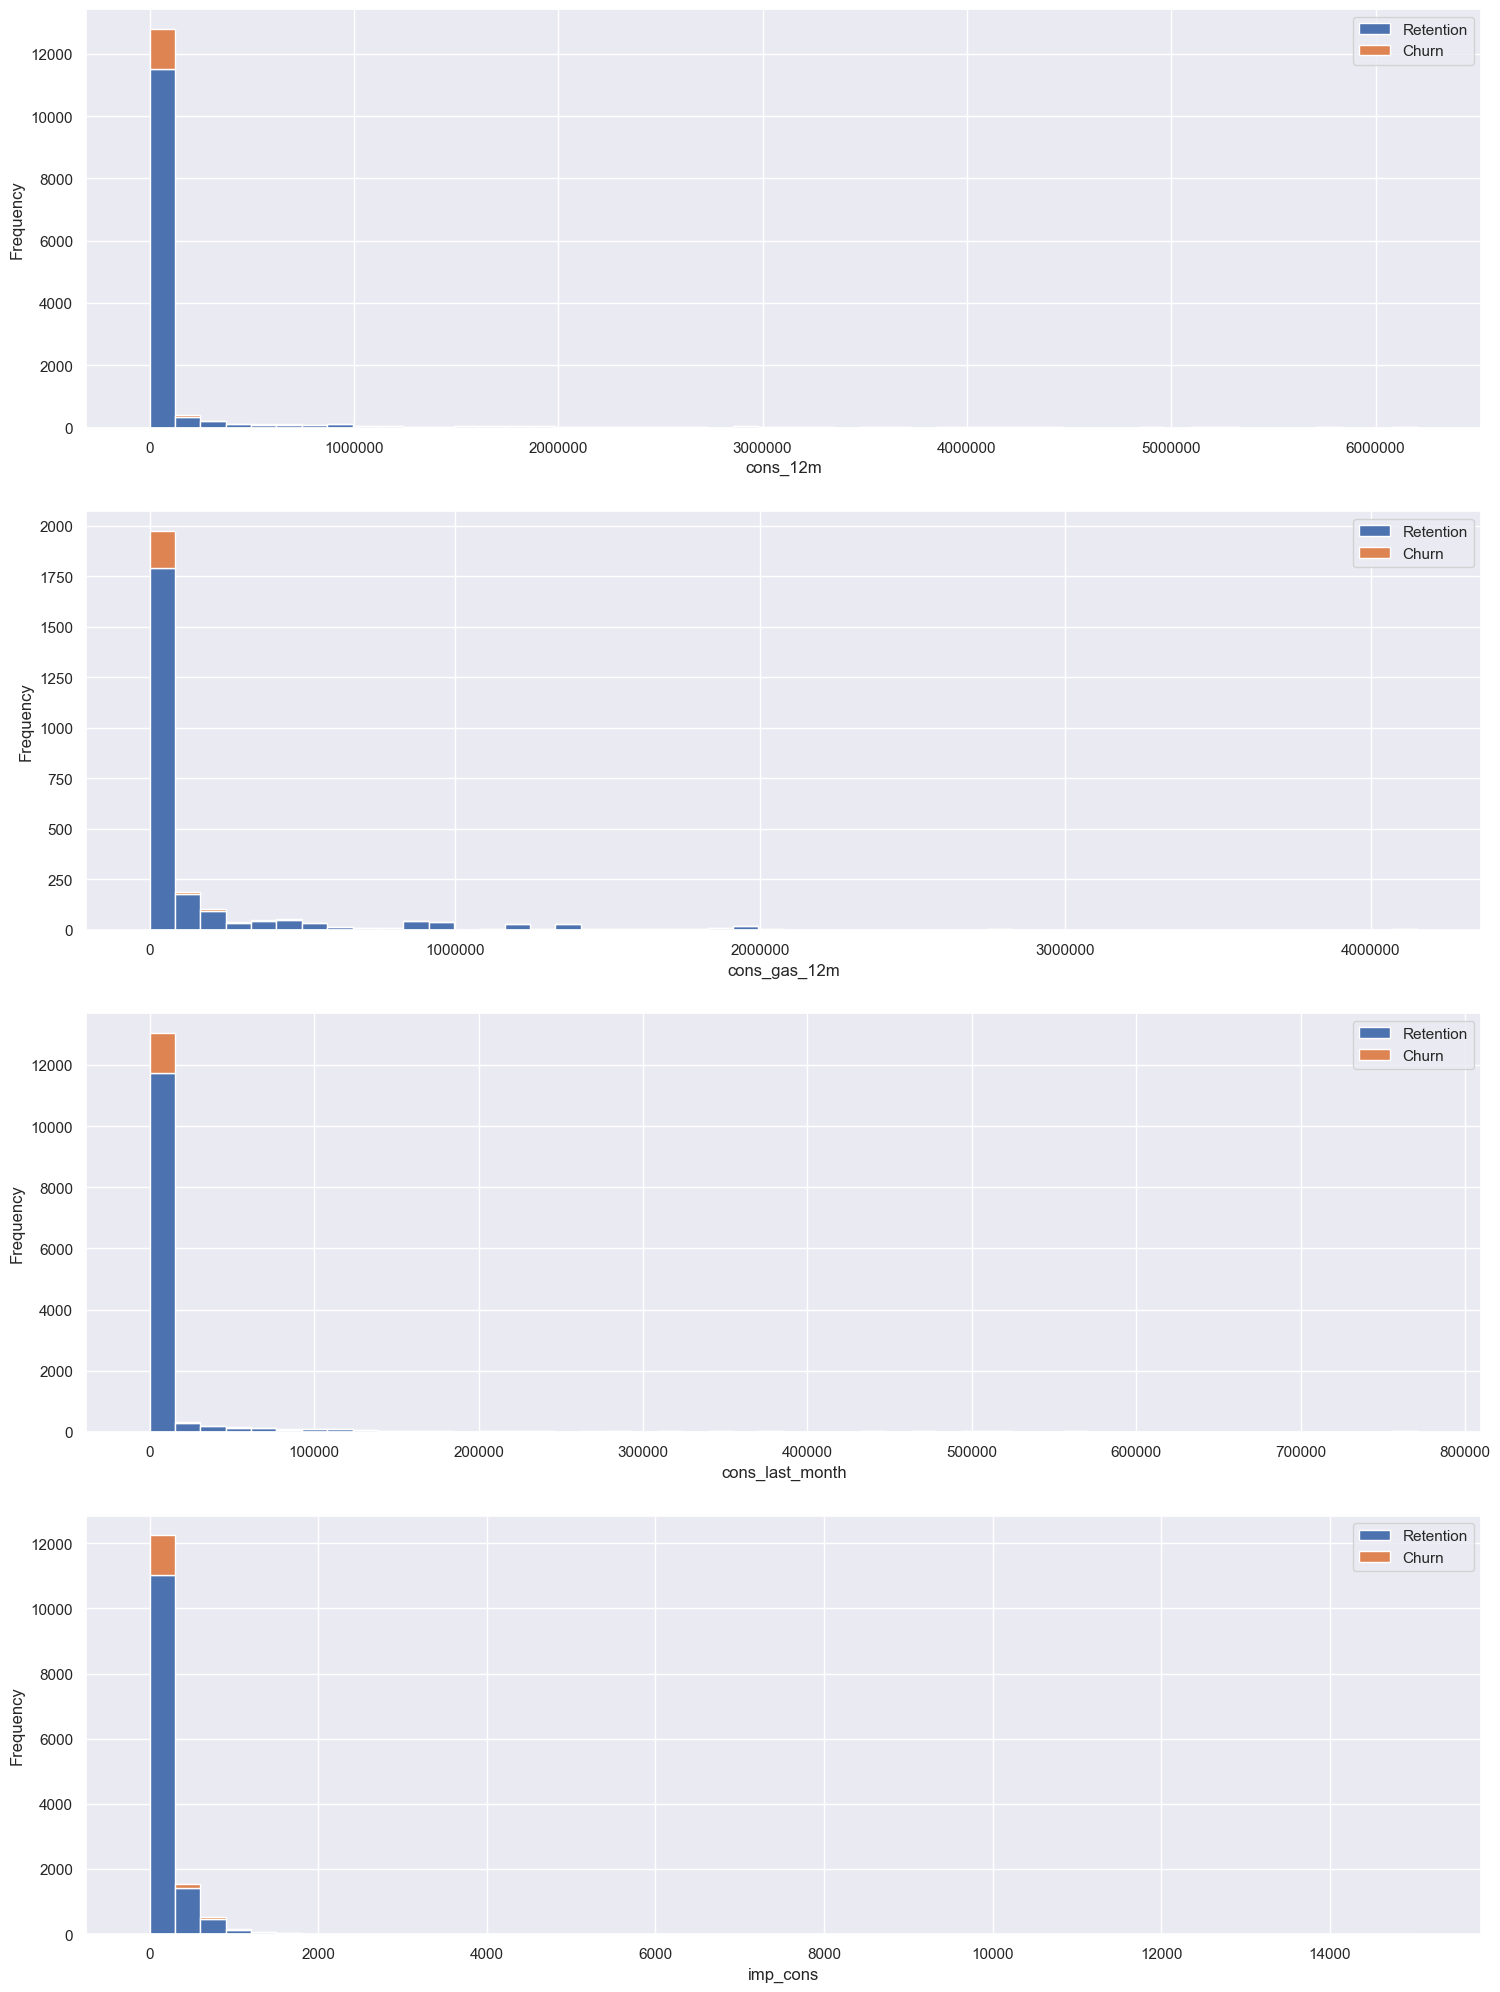 Retention
Churn
12000
10000
8000
6000
4000
2000
0
Frequency
0 1000000 2000000 3000000 4000000 5000000 6000000
cons_12m
Retention
Churn
2000
1750
1500
1250
1000
750
500
250
0
Frequency
0 1000000 2000000 3000000 4000000
cons_gas_12m
Retention
Churn
12000
10000
8000
6000
4000
2000
0
Frequency
0 100000 200000 300000 400000 500000 600000 700000 800000
cons_last_month
Retention
Churn
12000
10000
8000
6000
4000
2000
0
Frequency
0 2000 4000 6000 8000 10000 12000 14000
imp_cons